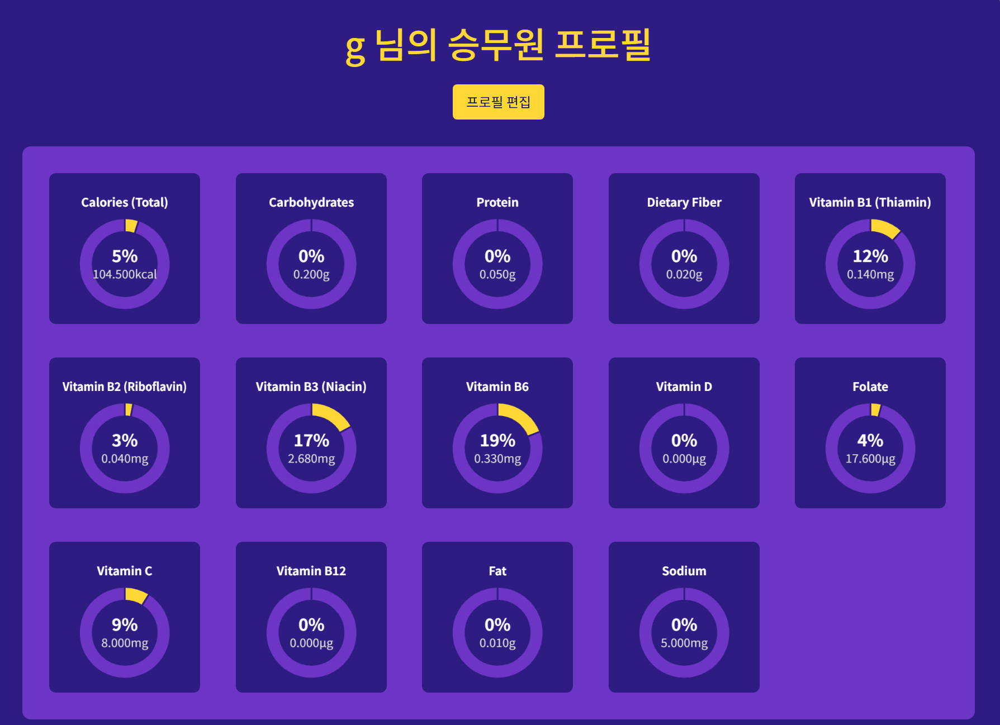 g 님의 승무원 프로필
프로필 편집
Calories (Total)
5%
104.500kcal
Carbohydrates
0%
0.200g
Protein
0%
0.050g
Dietary Fiber
0%
0.020g
Vitamin B1 (Thiamin)
12%
0.140mg
Vitamin B2 (Riboflavin)
3%
0.040mg
Vitamin B3 (Niacin)
17%
2.680mg
Vitamin B6
19%
0.330mg
Vitamin D
0%
0.000μg
Folate
4%
17.600μg
Vitamin C
9%
8.000mg
Vitamin B12
0%
0.000μg
Fat
0%
0.010g
Sodium
0%
5.000mg